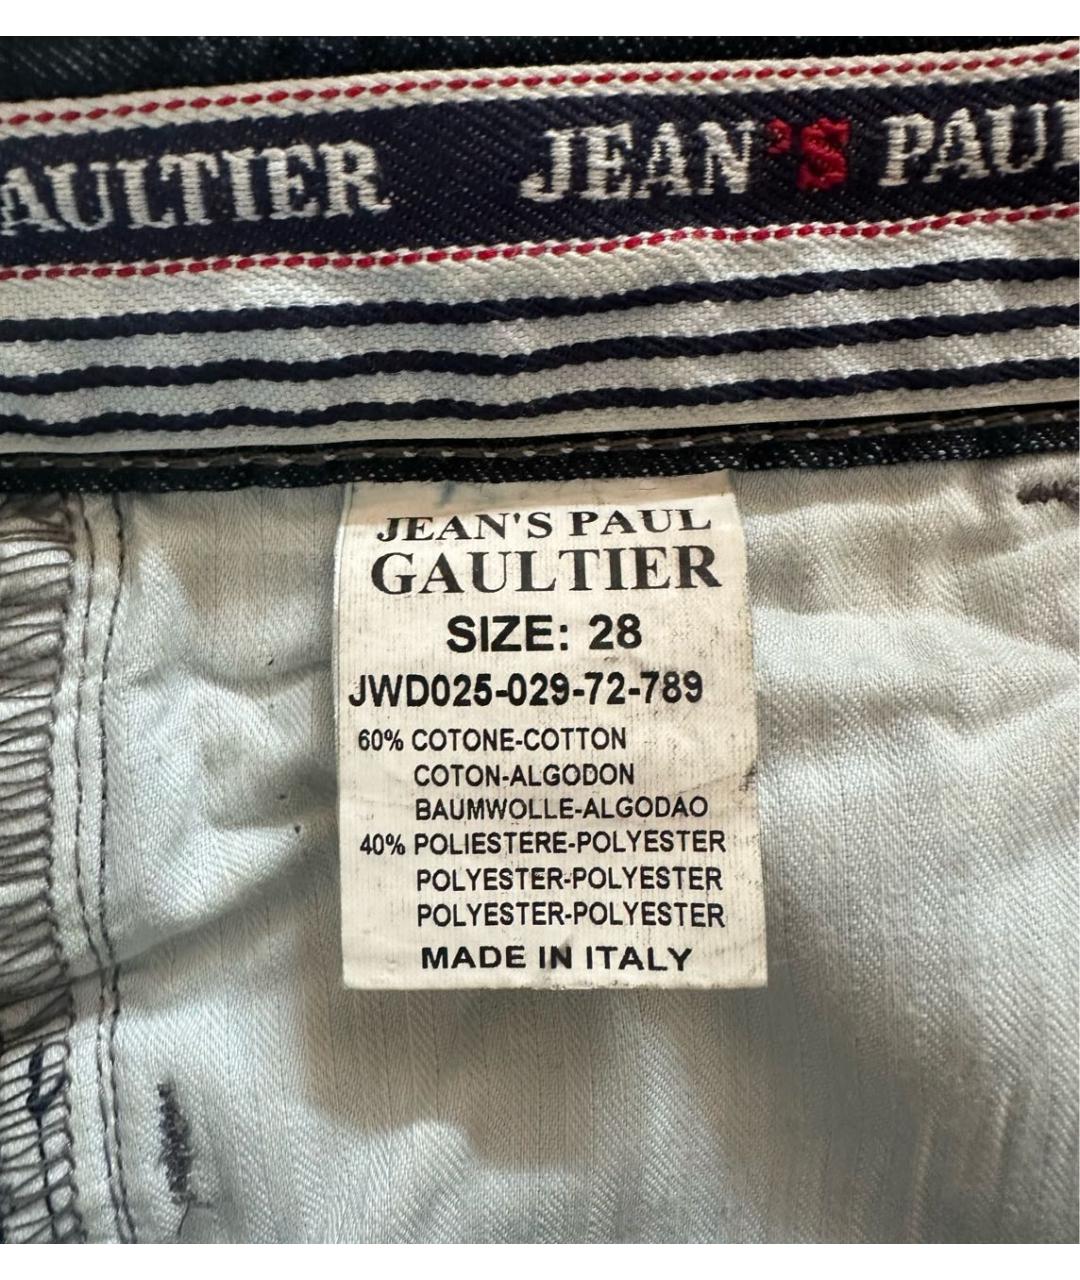 AULTIER JEAN'S PAUL
JEAN'S PAUL
GAULTIER
SIZE: 28
JWD025-029-72-789
60% COTONE-COTTON
COTON-ALGODON
BAUMWOLLE-ALGODAO
40% POLIESTERE-POLYESTER
POLYESTER-POLYESTER
POLYESTER-POLYESTER
MADE IN ITALY